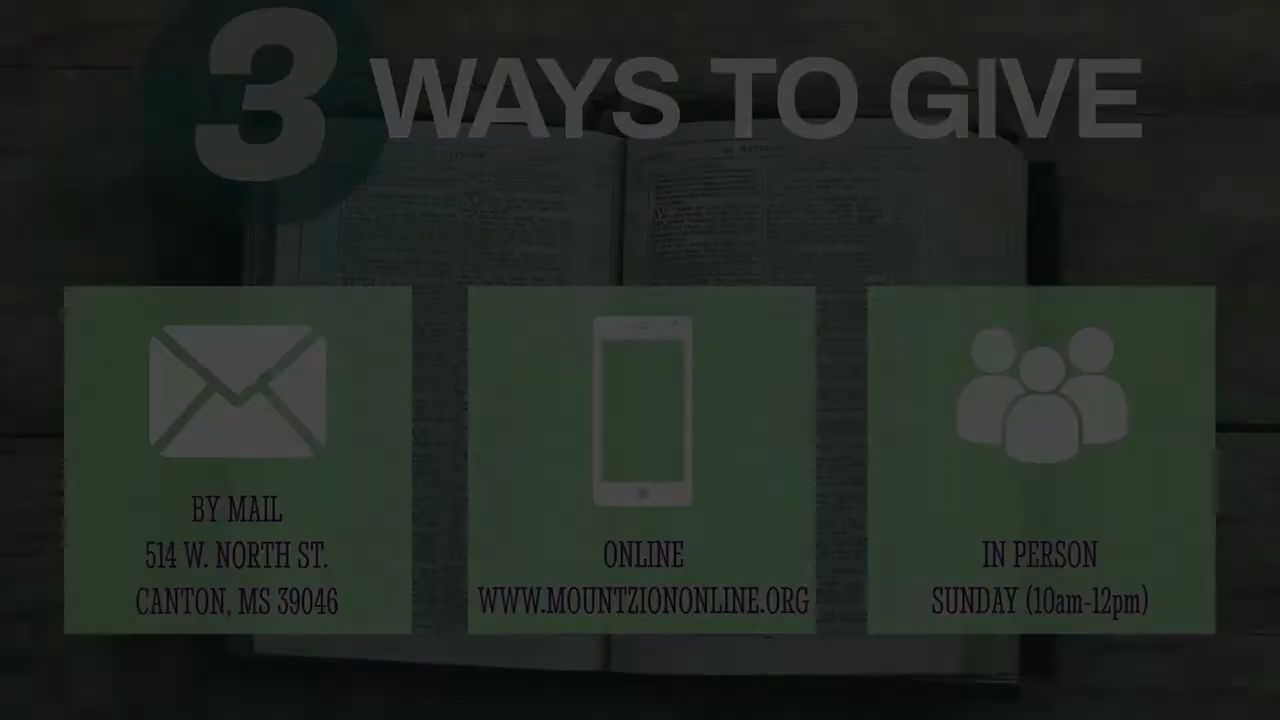 3 WAYS TO GIVE
BY MAIL
514 W. NORTH ST.
CANTON, MS 39046
ONLINE
WWW.MOUNTZIONONLINE.ORG
IN PERSON
SUNDAY (10am-12pm)